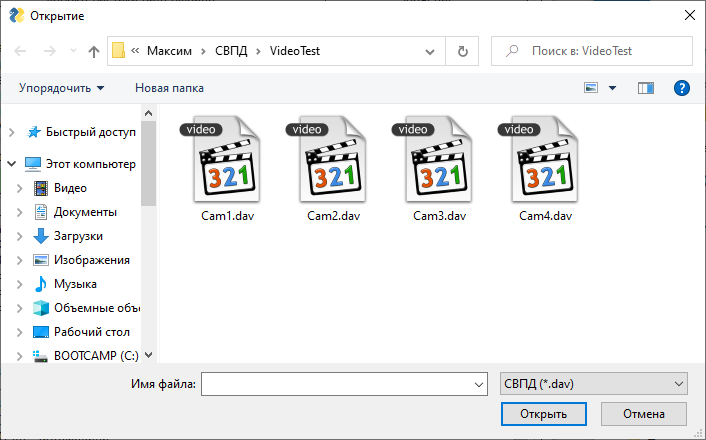 Открытие
« Максим > СВПД > VideoTest
Поиск в: VideoTest
Упорядочить
Новая папка
?
Быстрый доступ
Этот компьютер
Видео
Документы
Загрузки
Изображения
Музыка
Объемные объе
Рабочий стол
BOOTCAMP (C:)
video
321
Cam1.dav
video
321
Cam2.dav
video
321
Cam3.dav
video
321
Cam4.dav
Имя файла:
СВПД (*.dav)
Открыть
Отмена